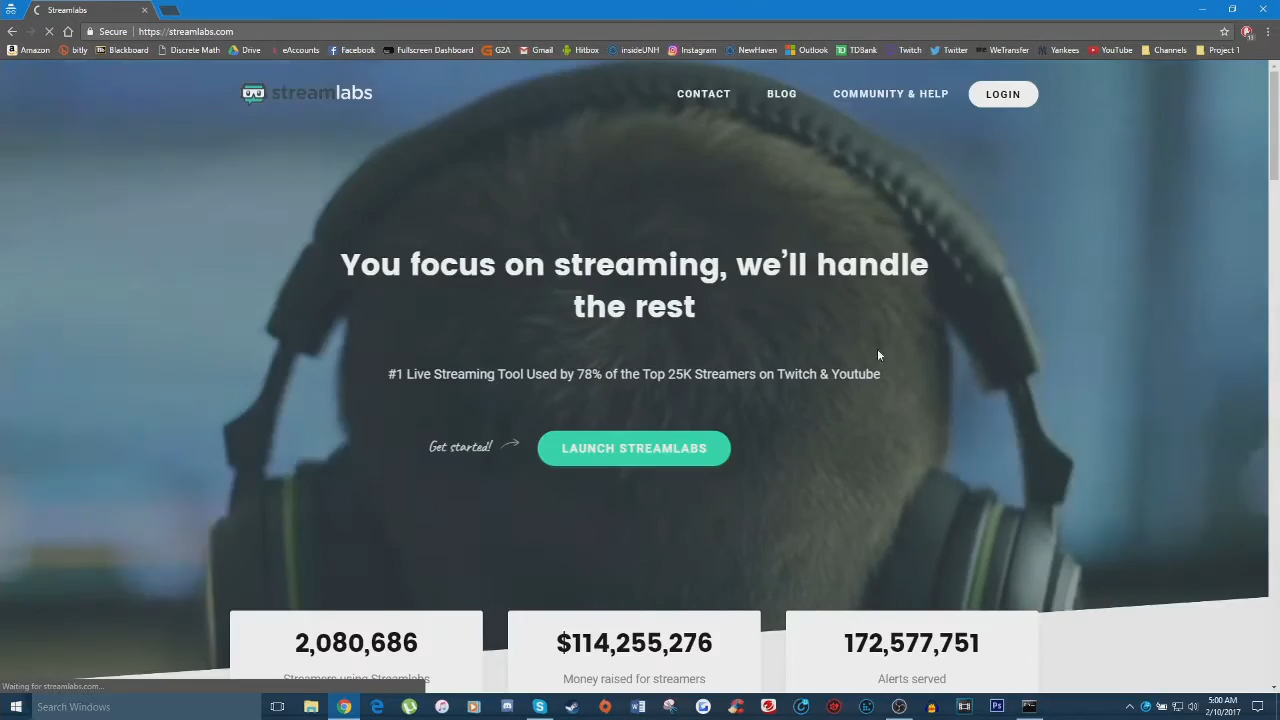 Streamlabs
Secure | https://streamlabs.com
Amazon bitly Blackboard Discrete Math Google Drive eAccounts Facebook Fullscreen Dashboard G2A Gmail Hitbox insideUNH Instagram NewHaven Outlook TDBank Twitch Twitter WeTransfer Yankees YouTube Channels Project 1
streamlabs
CONTACT BLOG COMMUNITY & HELP LOGIN
You focus on streaming, we'll handle
the rest
#1 Live Streaming Tool Used by 78% of the Top 25K Streamers on Twitch & Youtube
Get started! LAUNCH STREAMLABS
2,080,686 $114,255,276 172,577,751
Streamers using Streamlabs Money raised for streamers Alerts served
Waiting for streamlabs.com...
Search Windows
5:00 AM
2/10/2017